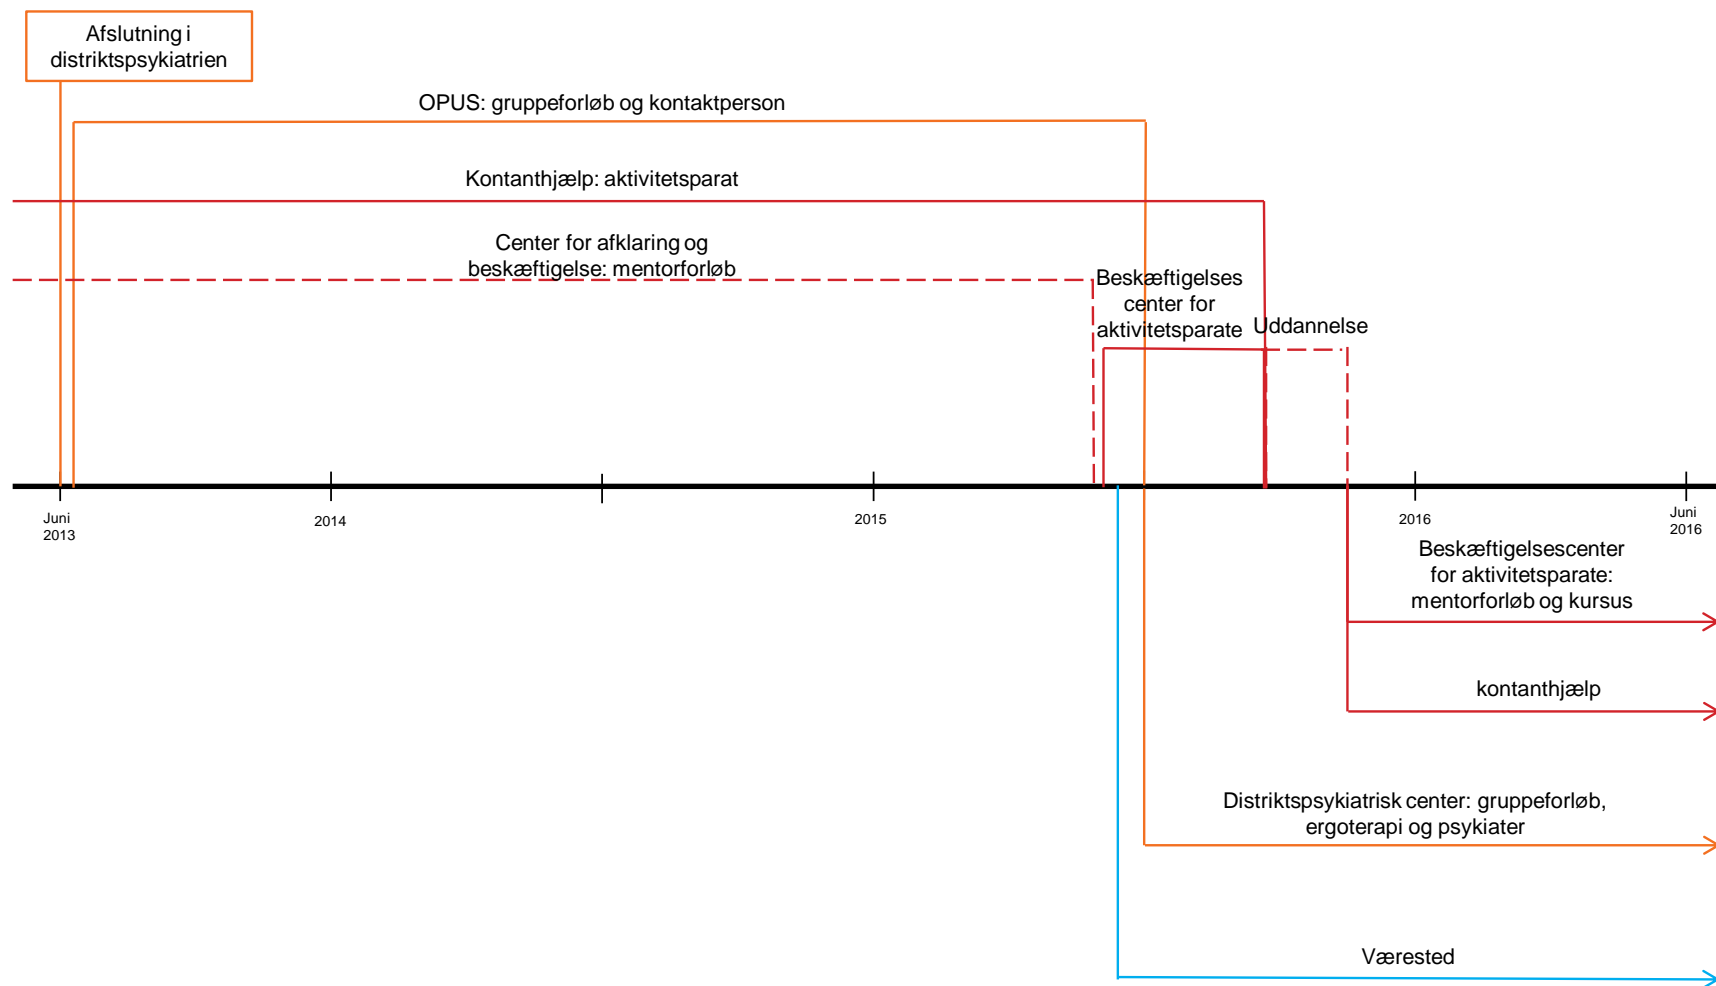 Afslutning i
distriktspsykiatrien
OPUS: gruppeforløb og kontaktperson
Kontanthjælp: aktivitetsparat
Center for afklaring og
beskæftigelse: mentorforløb
Beskæftigelses
center for
aktivitetsparate
Uddannelse
Juni
2013
2014
2015
2016
Juni
2016
Beskæftigelsescenter
for aktivitetsparate:
mentorforløb og kursus
kontanthjælp
Distriktspsykiatrisk center: gruppeforløb,
ergoterapi og psykiater
Værested